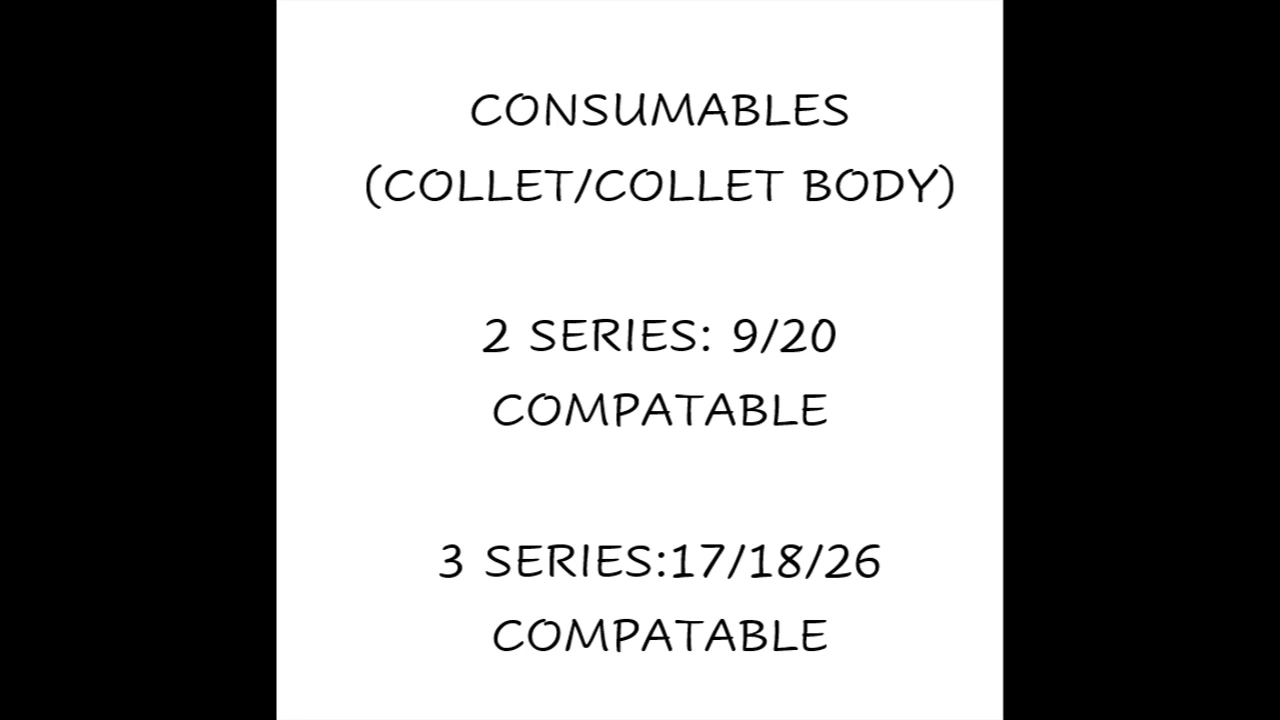 CONSUMABLES
(COLLET/COLLET BODY)
2 SERIES: 9/20
COMPATABLE
3 SERIES:17/18/26
COMPATABLE